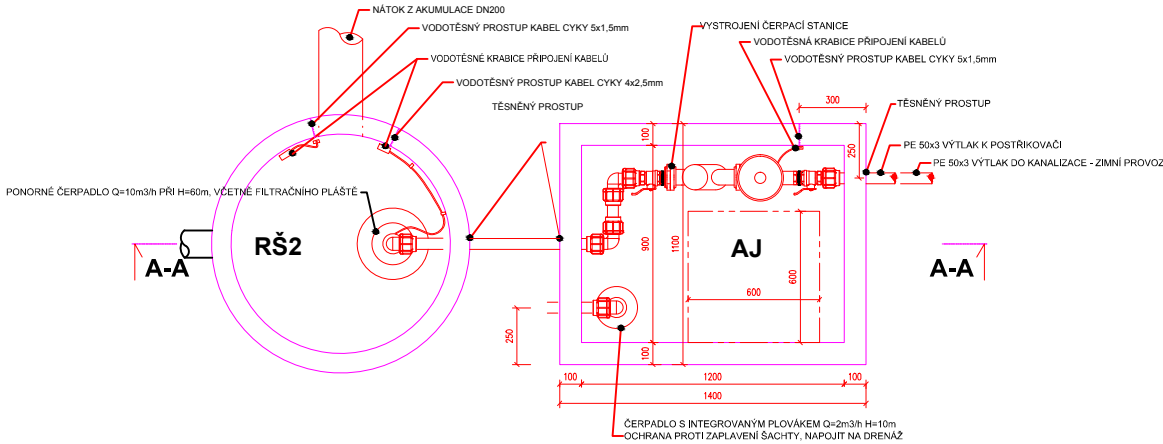 NÁTOK Z AKUMULACE DN200
VODOTĚSNÝ PROSTUP KABEL CYKY 5x1,5mm
VYSTROJENÍ ČERPACÍ STANICE
VODOTĚSNÁ KRABICE PŘIPOJENÍ KABELŮ
VODOTĚSNÉ KRABICE PŘIPOJENÍ KABELŮ
VODOTĚSNÝ PROSTUP KABEL CYKY 5x1,5mm
VODOTĚSNÝ PROSTUP KABEL CYKY 4x2,5mm
TĚSNĚNÝ PROSTUP
300
TĚSNĚNÝ PROSTUP
100
250
PE 50x3 VÝTLAK K POSTŘIKOVAČI
PE 50x3 VÝTLAK DO KANALIZACE - ZIMNÍ PROVOZ
PONORNÉ ČERPADLO Q=10m3/h PŘI H=60m, VČETNĚ FILTRAČNÍHO PLÁŠTĚ
RŠ2
900
1100
AJ
A-A
A-A
600
600
250
100
100
1200
100
1400
ČERPADLO S INTEGROVANÝM PLOVÁKEM Q=2m3/h H=10m
OCHRANA PROTI ZAPLAVENÍ ŠACHTY, NAPOJIT NA DRENÁŽ